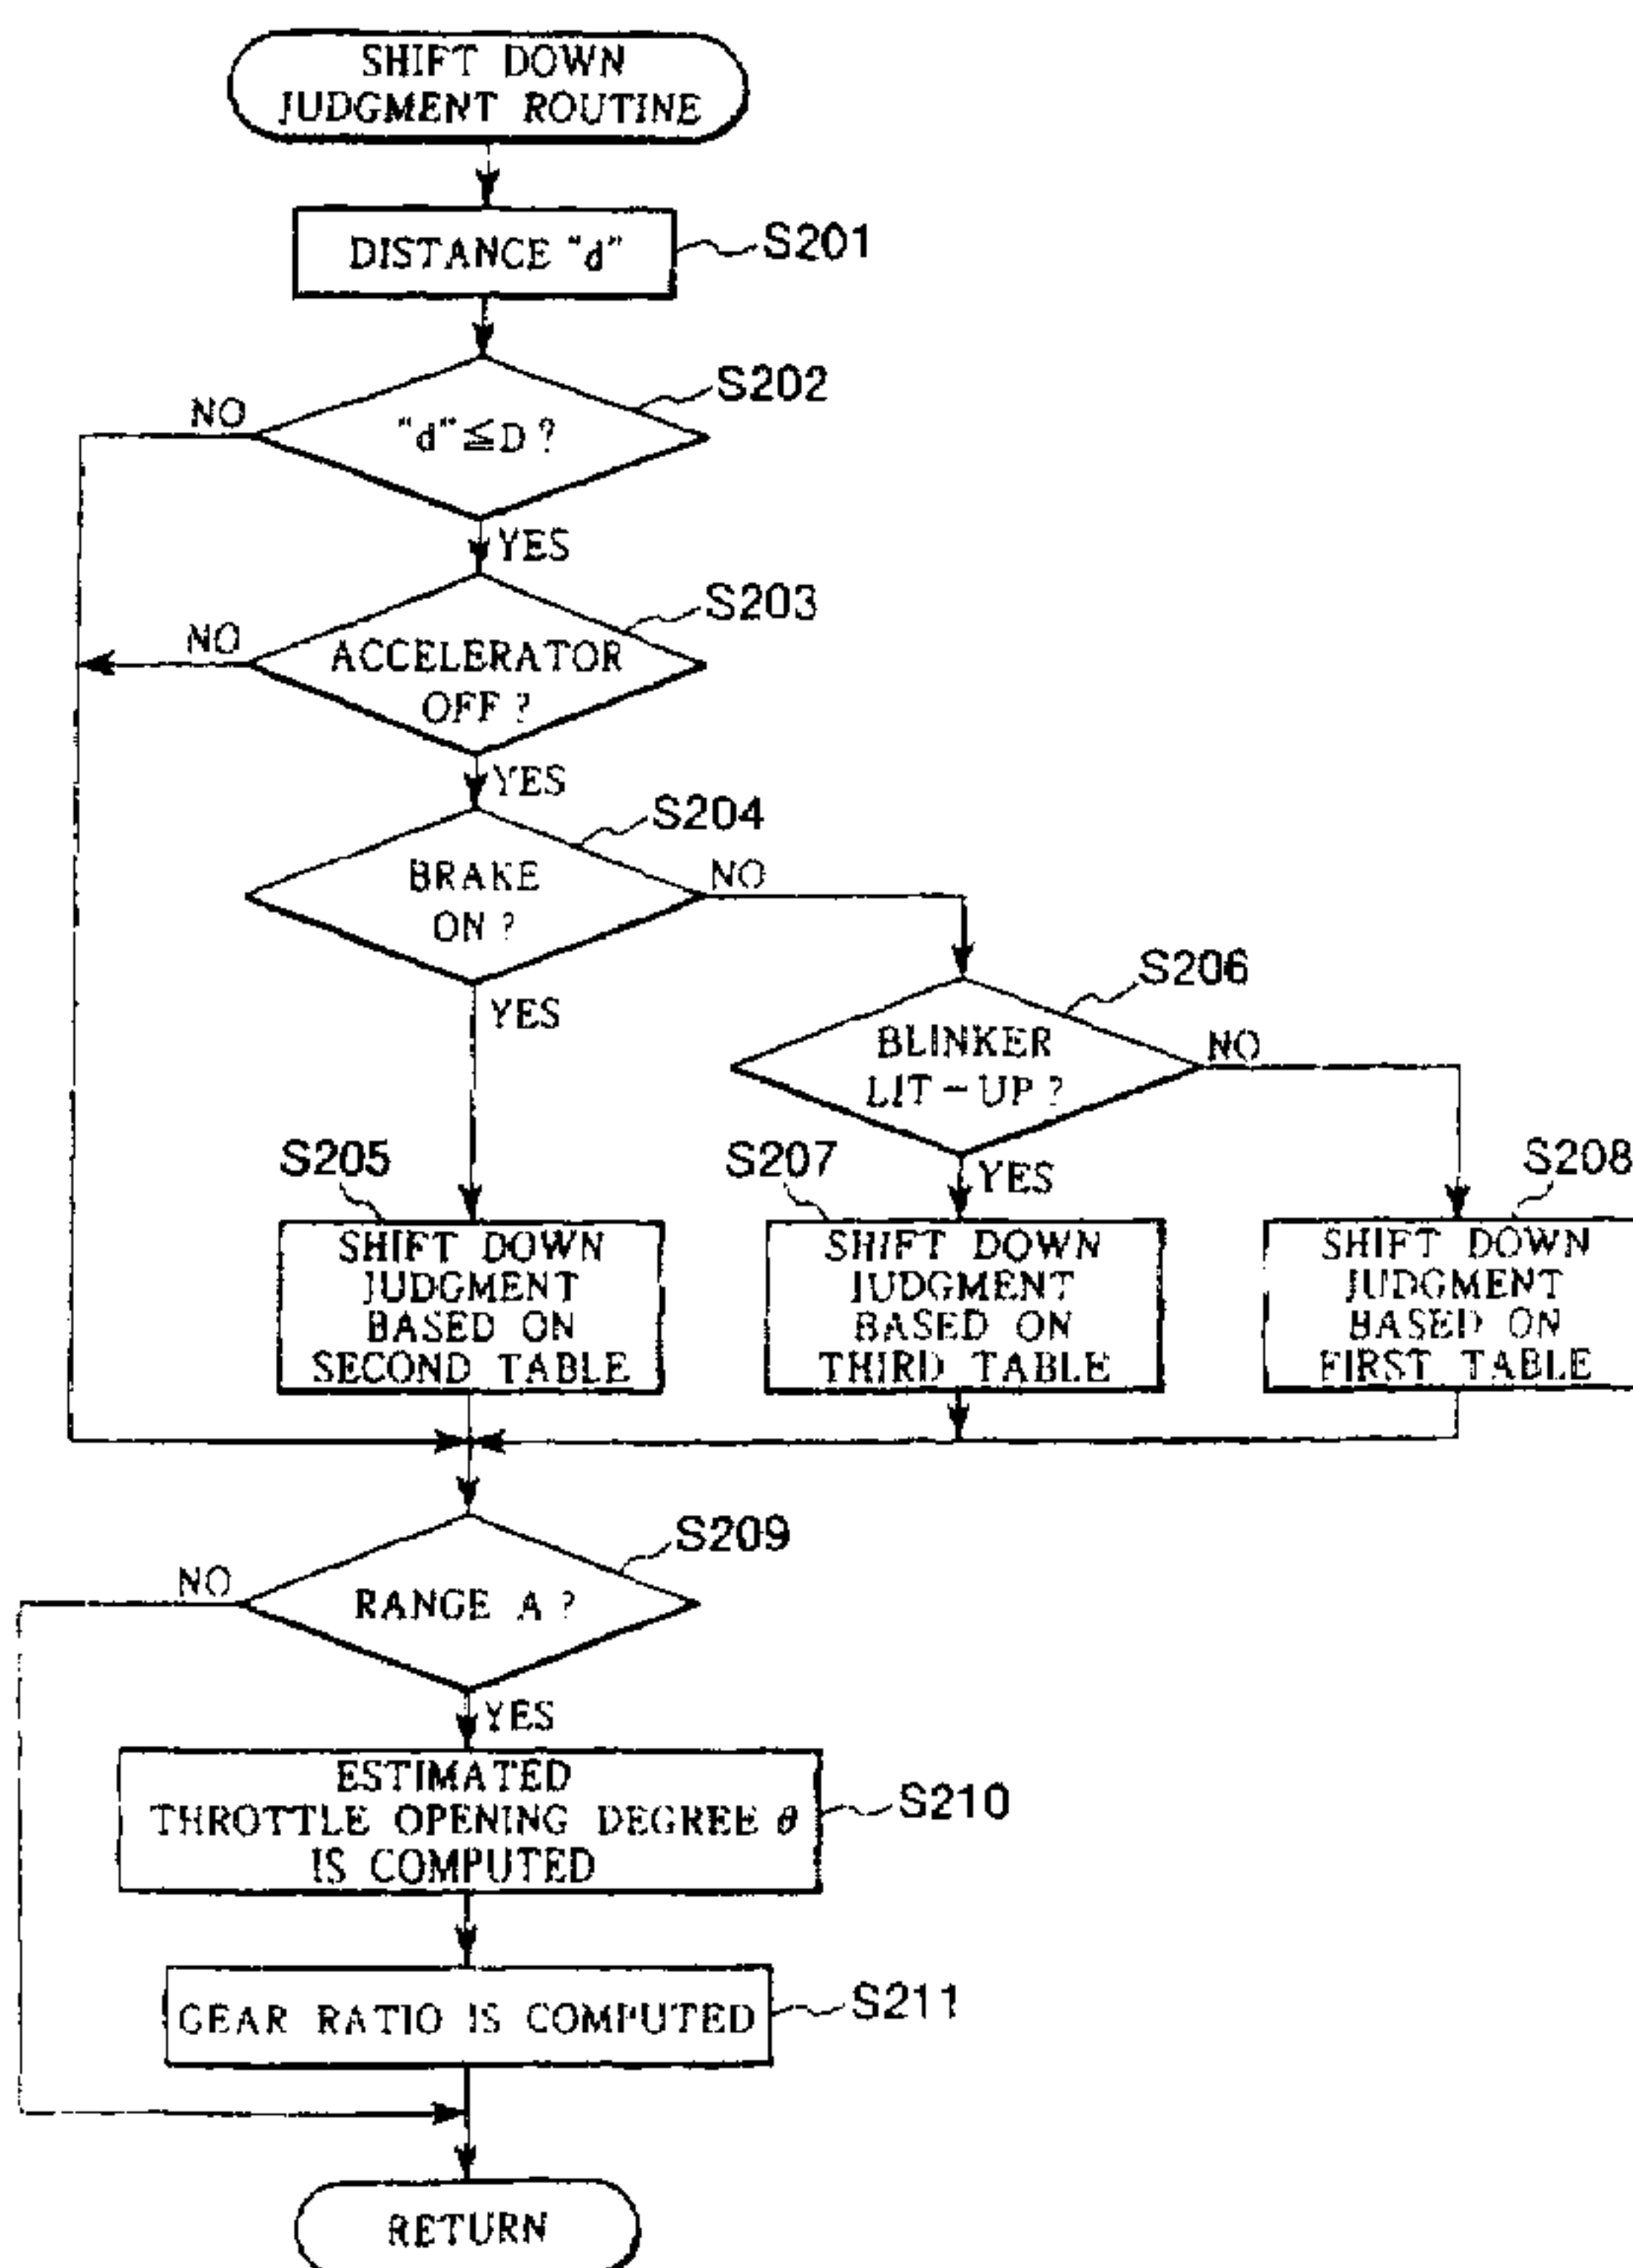 SHIFT DOWN
JUDGMENT ROUTINE
DISTANCE "d"
S201
S202
NO
"d"≦D?
YES
S203
NO
ACCELERATOR
OFF?
YES
S204
BRAKE
ON?
NO
YES
S206
BLINKER
LIT-UP?
NO
YES
S205
SHIFT DOWN
JUDGMENT
BASED ON
SECOND TABLE
S207
SHIFT DOWN
JUDGMENT
BASED ON
THIRD TABLE
S208
SHIFT DOWN
JUDGMENT
BASED ON
FIRST TABLE
S209
NO
RANGE A?
YES
ESTIMATED
THROTTLE OPENING DEGREE θ
IS COMPUTED
S210
GEAR RATIO IS COMPUTED
S211
RETURN